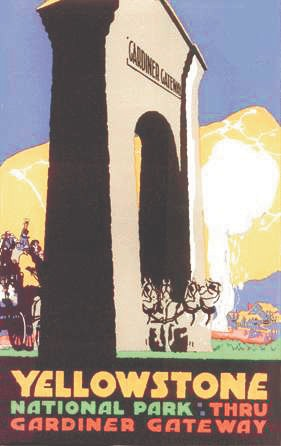 GARDINER GATEWAY
YELLOWSTONE
NATIONAL PARK : THRU
GARDINER GATEWAY